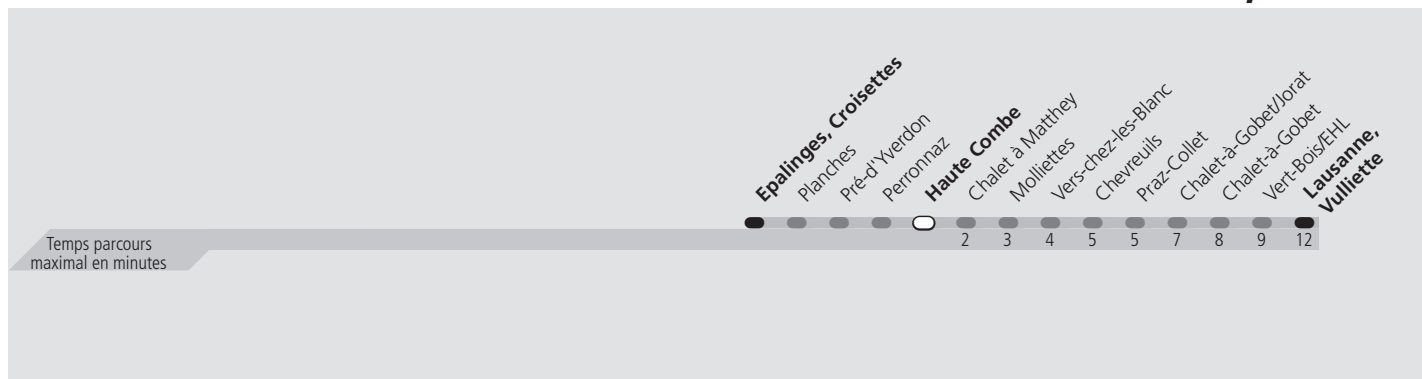 Epalinges, Croisettes
Planches
Pré-d'Yverdon
Perronnaz
Haute Combe
Chalet à Matthey
Molliettes
Vers-chez-les-Blanc
Chevreuils
Praz-Collet
Chalet-à-Gobet/Jorat
Chalet-à-Gobet
Vert-Bois/EHL
Lausanne,
Vulliette
Temps parcours
maximal en minutes
2 3 4 5 5 7 8 9 12